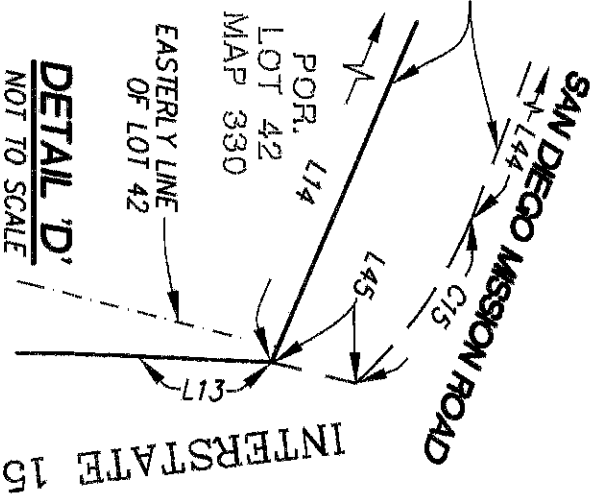 SAN DIEGO MISSION ROAD
L44
C15
L45
L14
POR.
LOT 42
MAP 330
EASTERLY LINE
OF LOT 42
L13
INTERSTATE 15
DETAIL 'D'
NOT TO SCALE